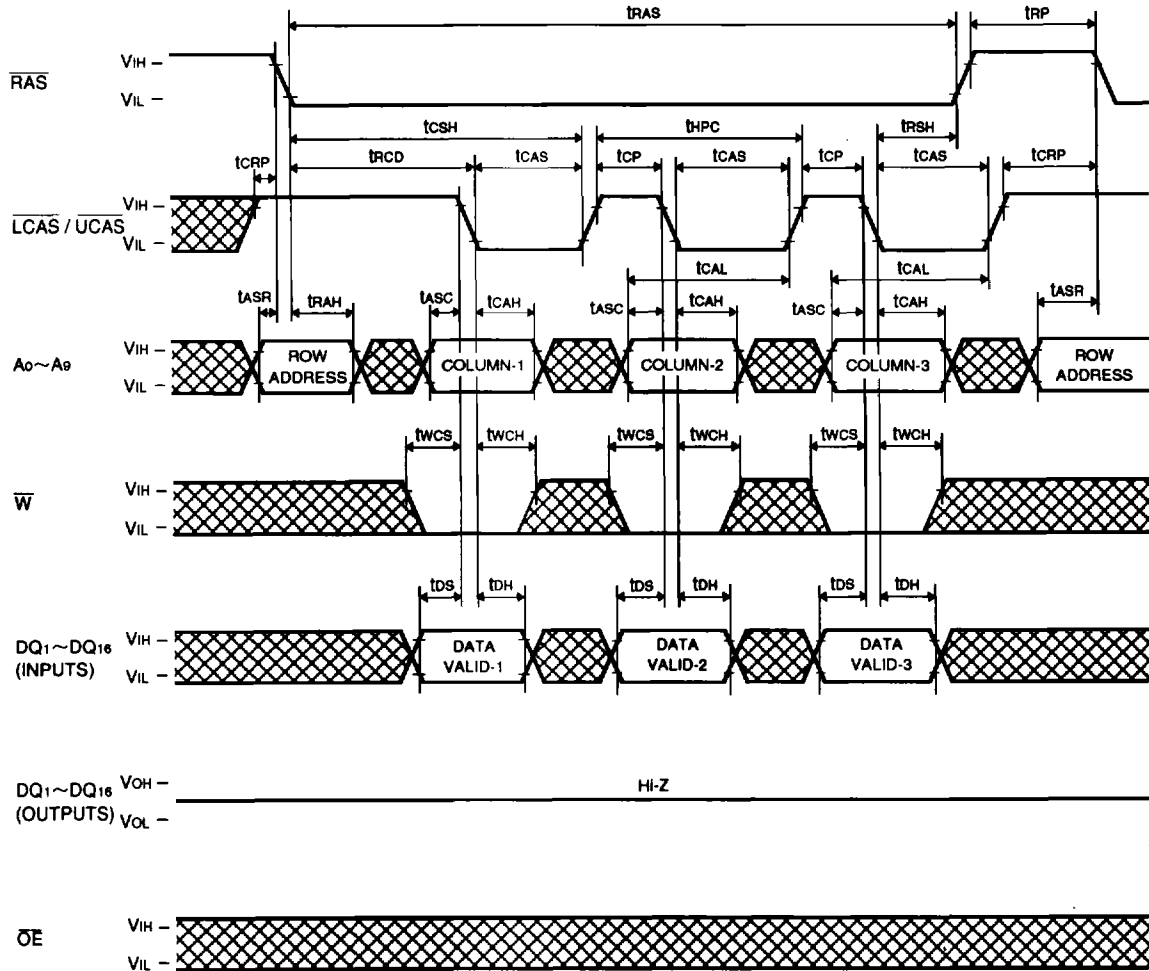 tRAS tRP
VIH
RAS
VIL
tCSH tHPC tRSH
tCRP tRCD tCAS tCP tCAS tCP tCAS tCRP
VIH
LCAS / UCAS
VIL
tCAL tCAL
tASR tRAH tASC tCAH tASC tCAH tASC tCAH tASR
VIH
A0~A9
VIL
ROW
ADDRESS
COLUMN-1
COLUMN-2
COLUMN-3
ROW
ADDRESS
tWCS tWCH tWCS tWCH tWCS tWCH
VIH
W
VIL
tDS tDH tDS tDH tDS tDH
DQ1~DQ16
(INPUTS)
VIH
VIL
DATA
VALID-1
DATA
VALID-2
DATA
VALID-3
DQ1~DQ16
(OUTPUTS)
VOH
VOL
Hi-Z
VIH
OE
VIL